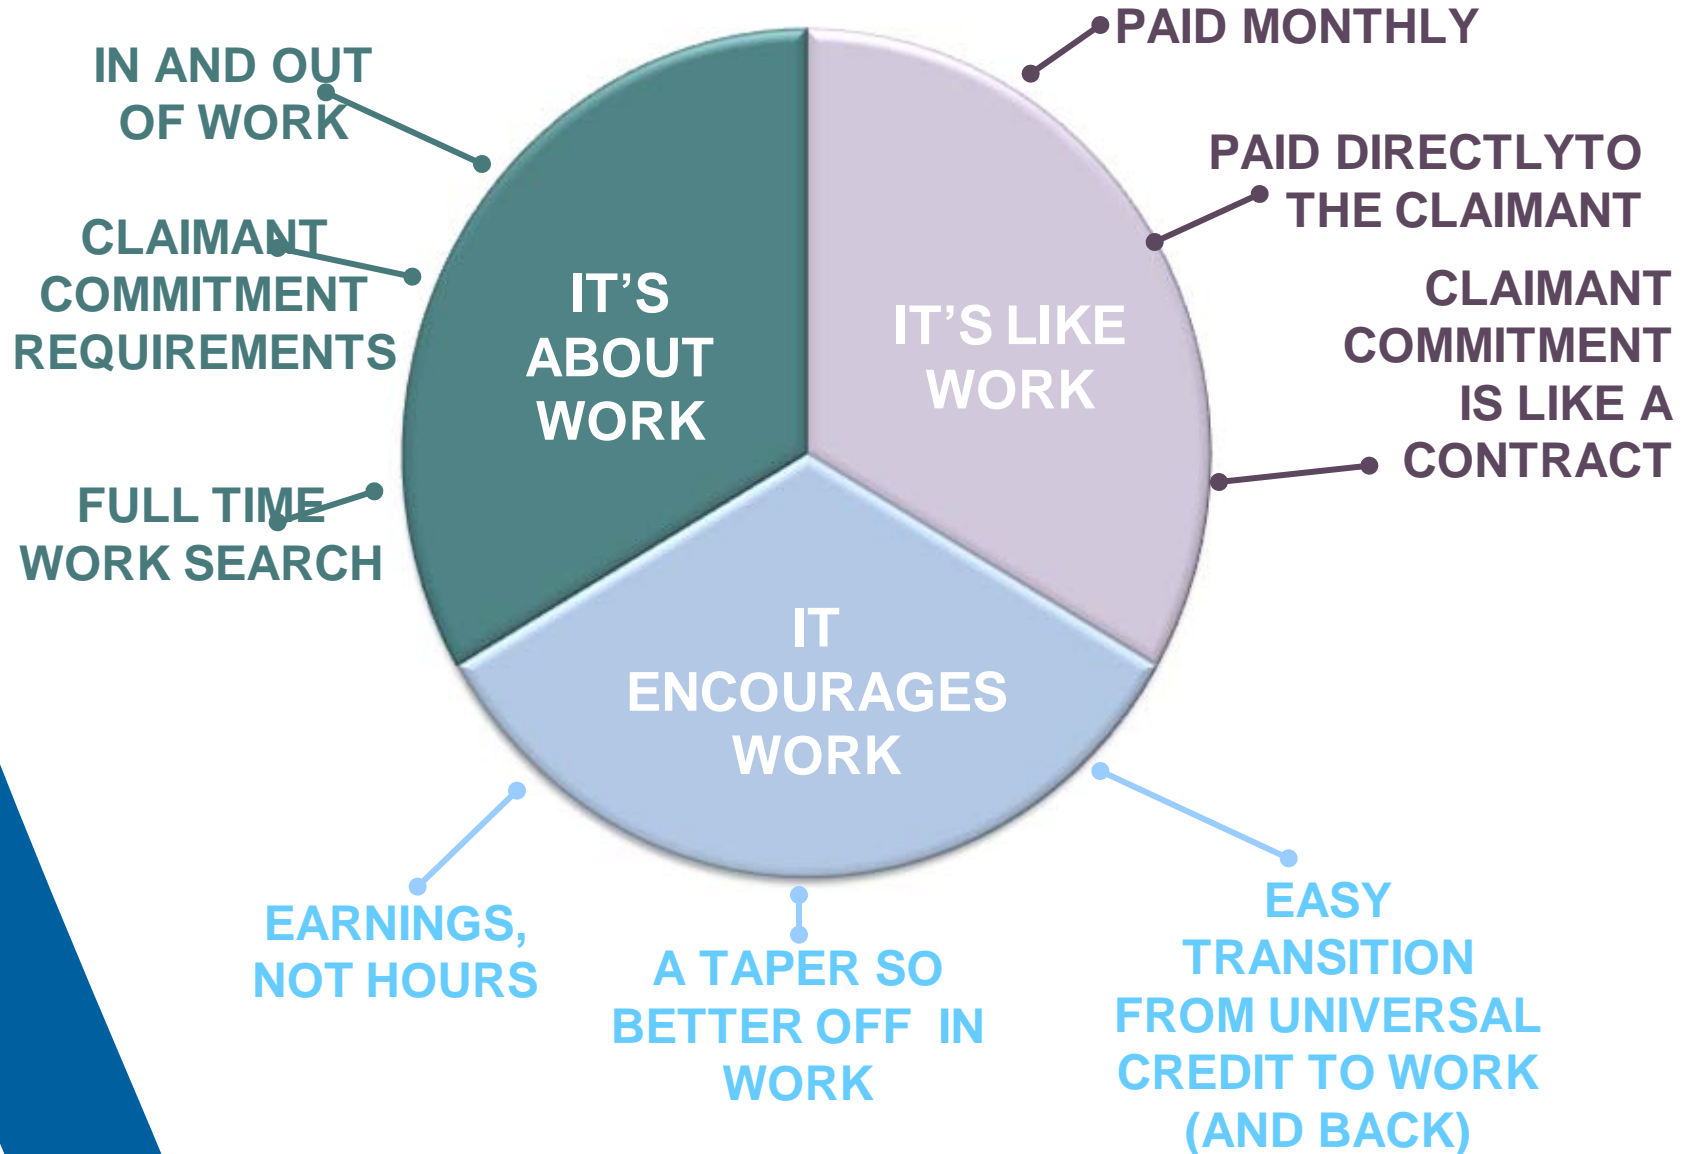 PAID MONTHLY
IN AND OUT
OF WORK
PAID DIRECTLYTO
THE CLAIMANT
CLAIMANT
COMMITMENT
REQUIREMENTS
CLAIMANT
COMMITMENT
IS LIKE A
CONTRACT
IT’S
ABOUT
WORK
IT’S LIKE
WORK
FULL TIME
WORK SEARCH
IT
ENCOURAGES
WORK
EARNINGS,
NOT HOURS
A TAPER SO
BETTER OFF  IN
WORK
EASY
TRANSITION
FROM UNIVERSAL
CREDIT TO WORK
(AND BACK)